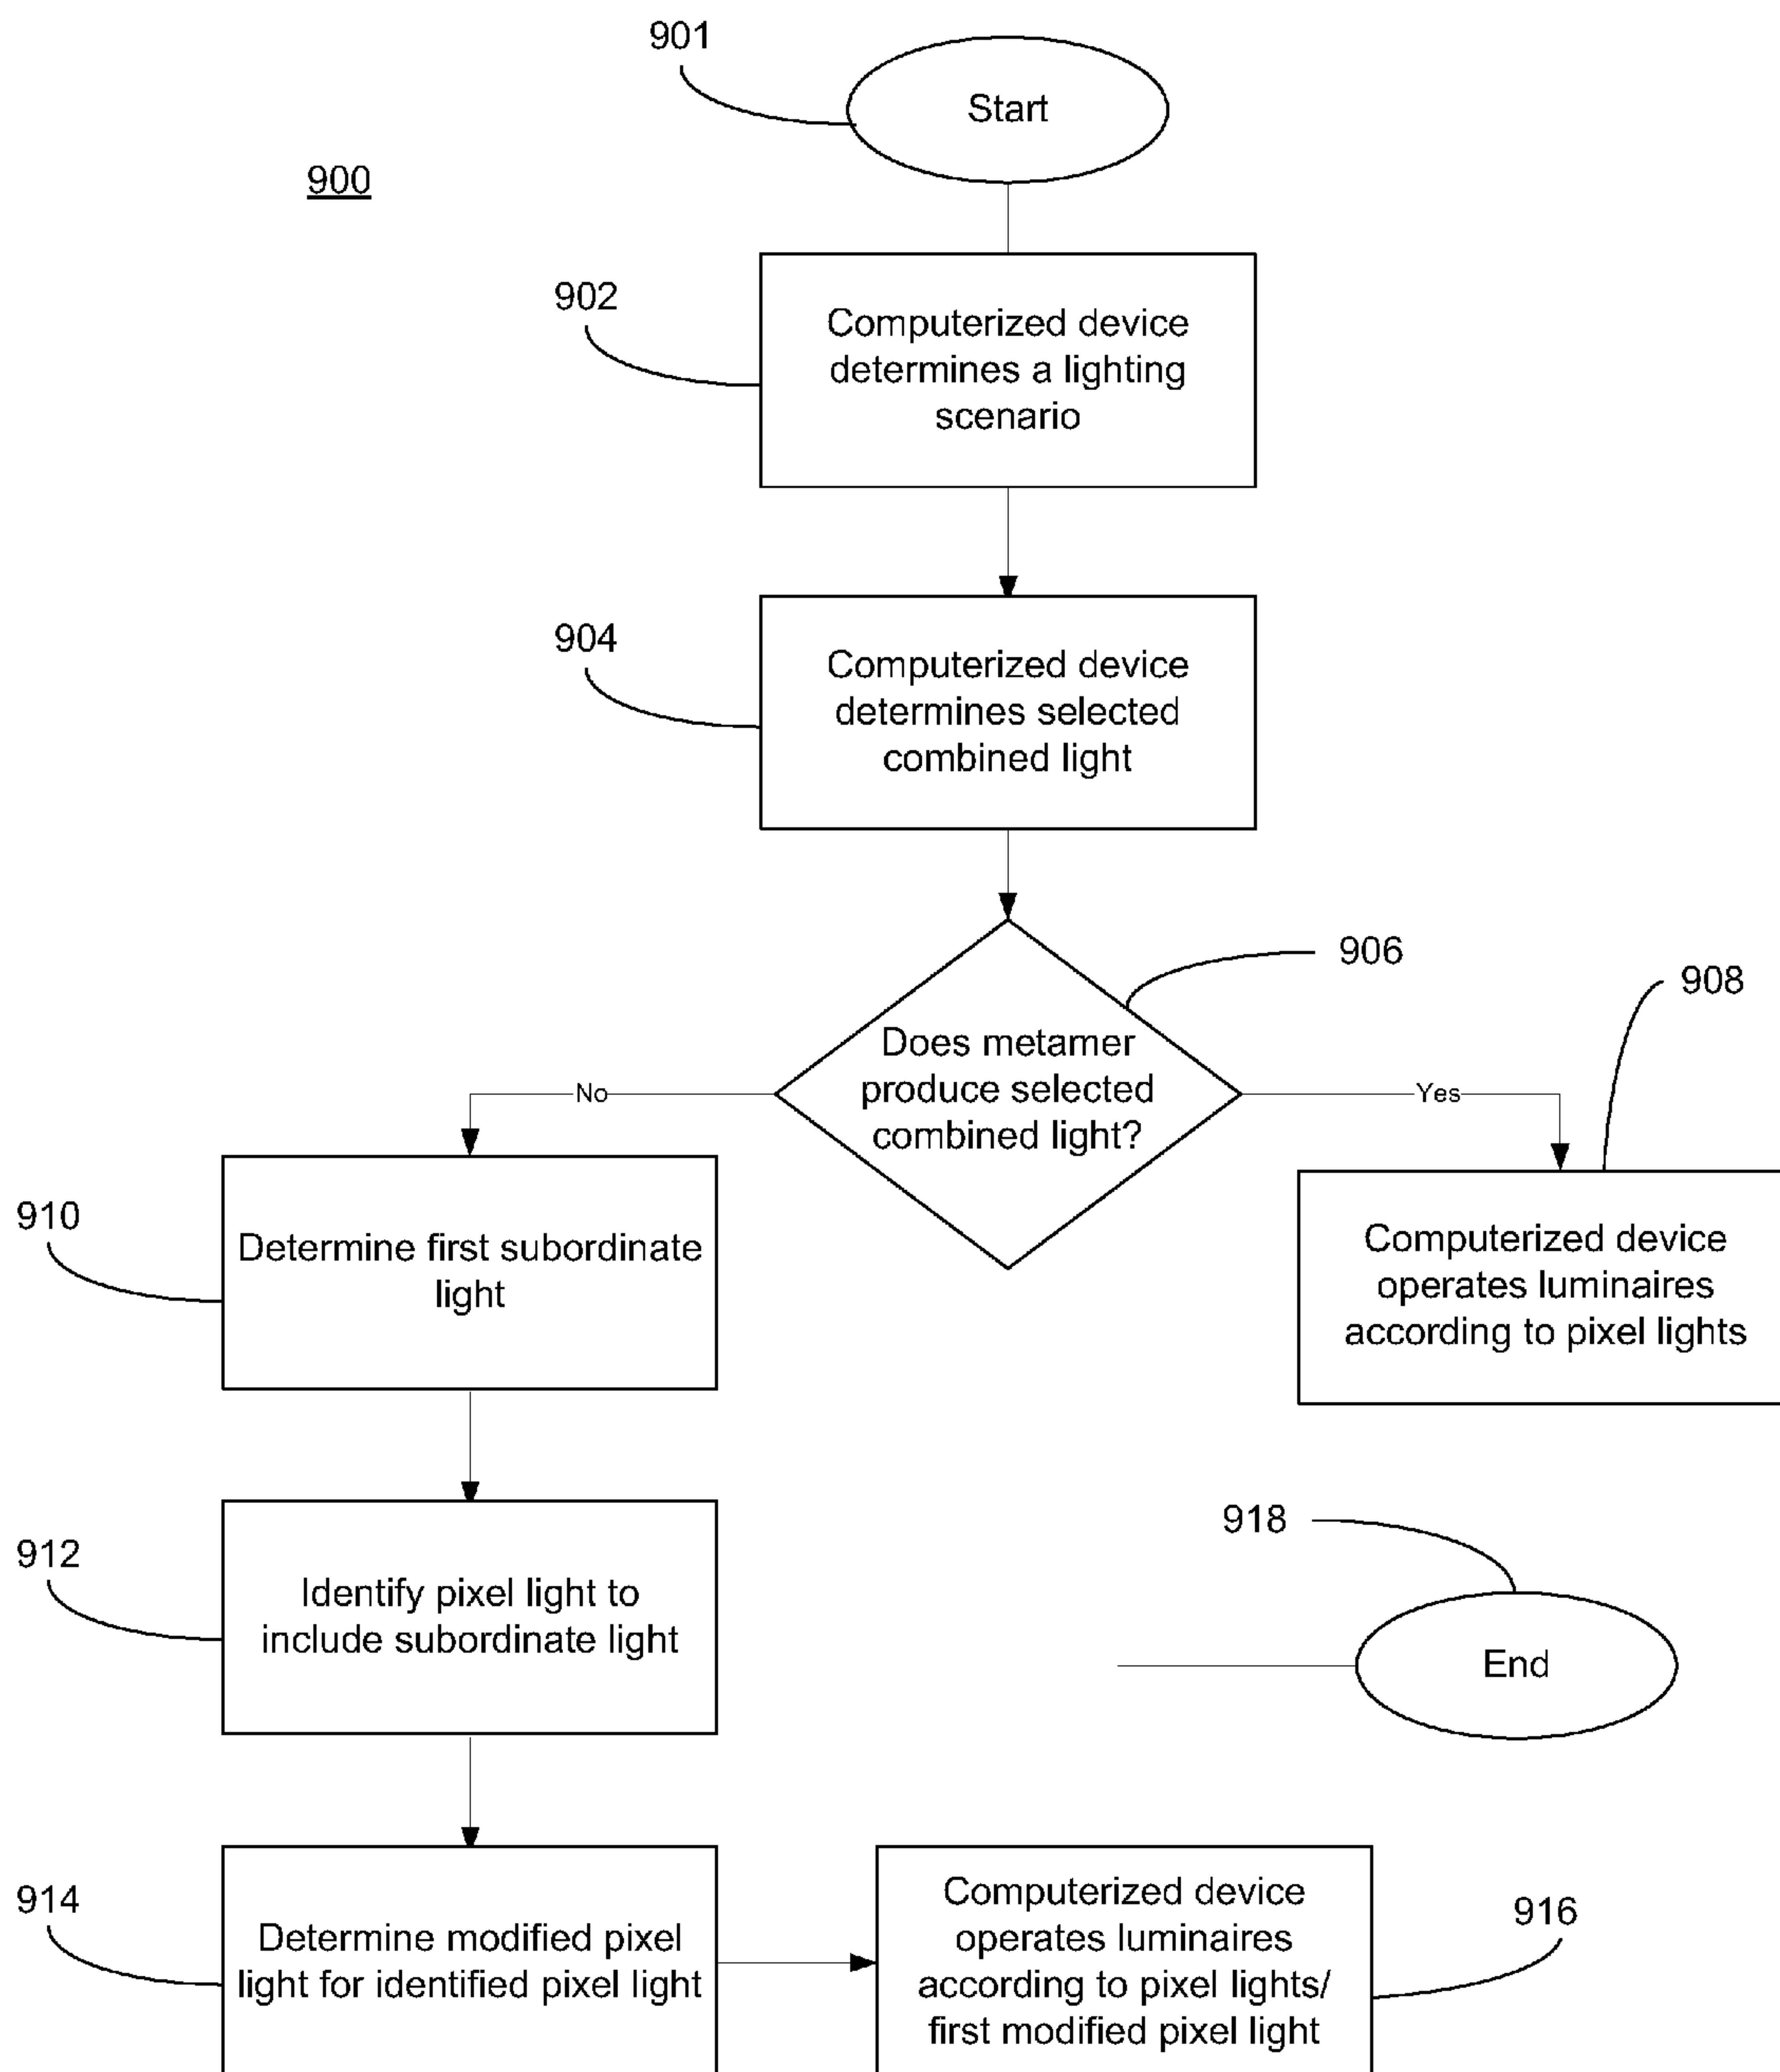 901
Start
900
902
Computerized device
determines a lighting
scenario
904
Computerized device
determines selected
combined light
906
908
Does metamer
produce selected
combined light?
No
Yes
910
Determine first subordinate
light
Computerized device
operates luminaires
according to pixel lights
912
Identify pixel light to
include subordinate light
918
End
914
Determine modified pixel
light for identified pixel light
Computerized device
operates luminaires
according to pixel lights/
first modified pixel light
916